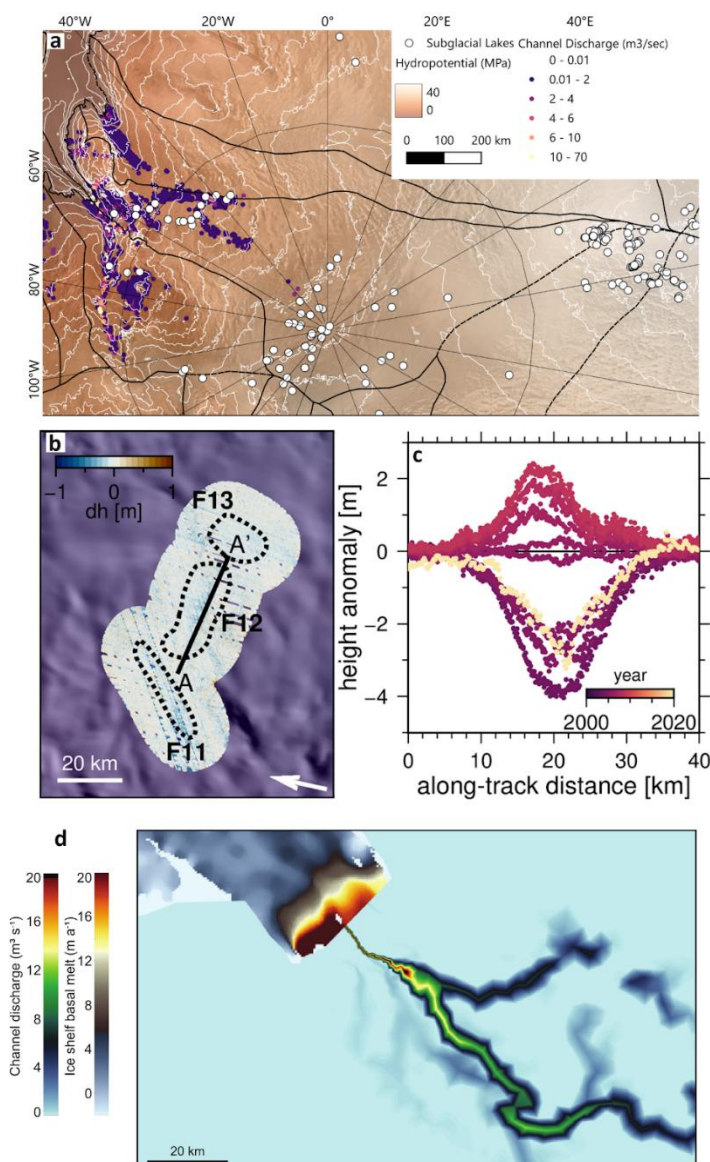 40°W 20°W 0° 20°E 40°E
a
Subglacial Lakes
Hydropotential (MPa)
40
0
0 100 200 km
Channel Discharge (m3/sec)
0 - 0.01
0.01 - 2
2 - 4
4 - 6
6 - 10
10 - 70
60°W
80°W
100°W
b
−1 0 1
dh [m]
F13
A'
F12
A
F11
20 km
c
height anomaly [m]
2
0
−2
−4
year
2000 2020
0 10 20 30 40
along-track distance [km]
d
Channel discharge (m³ s⁻¹)
20
16
12
8
4
0
Ice shelf basal melt (m a⁻¹)
20
16
12
8
4
0
20 km